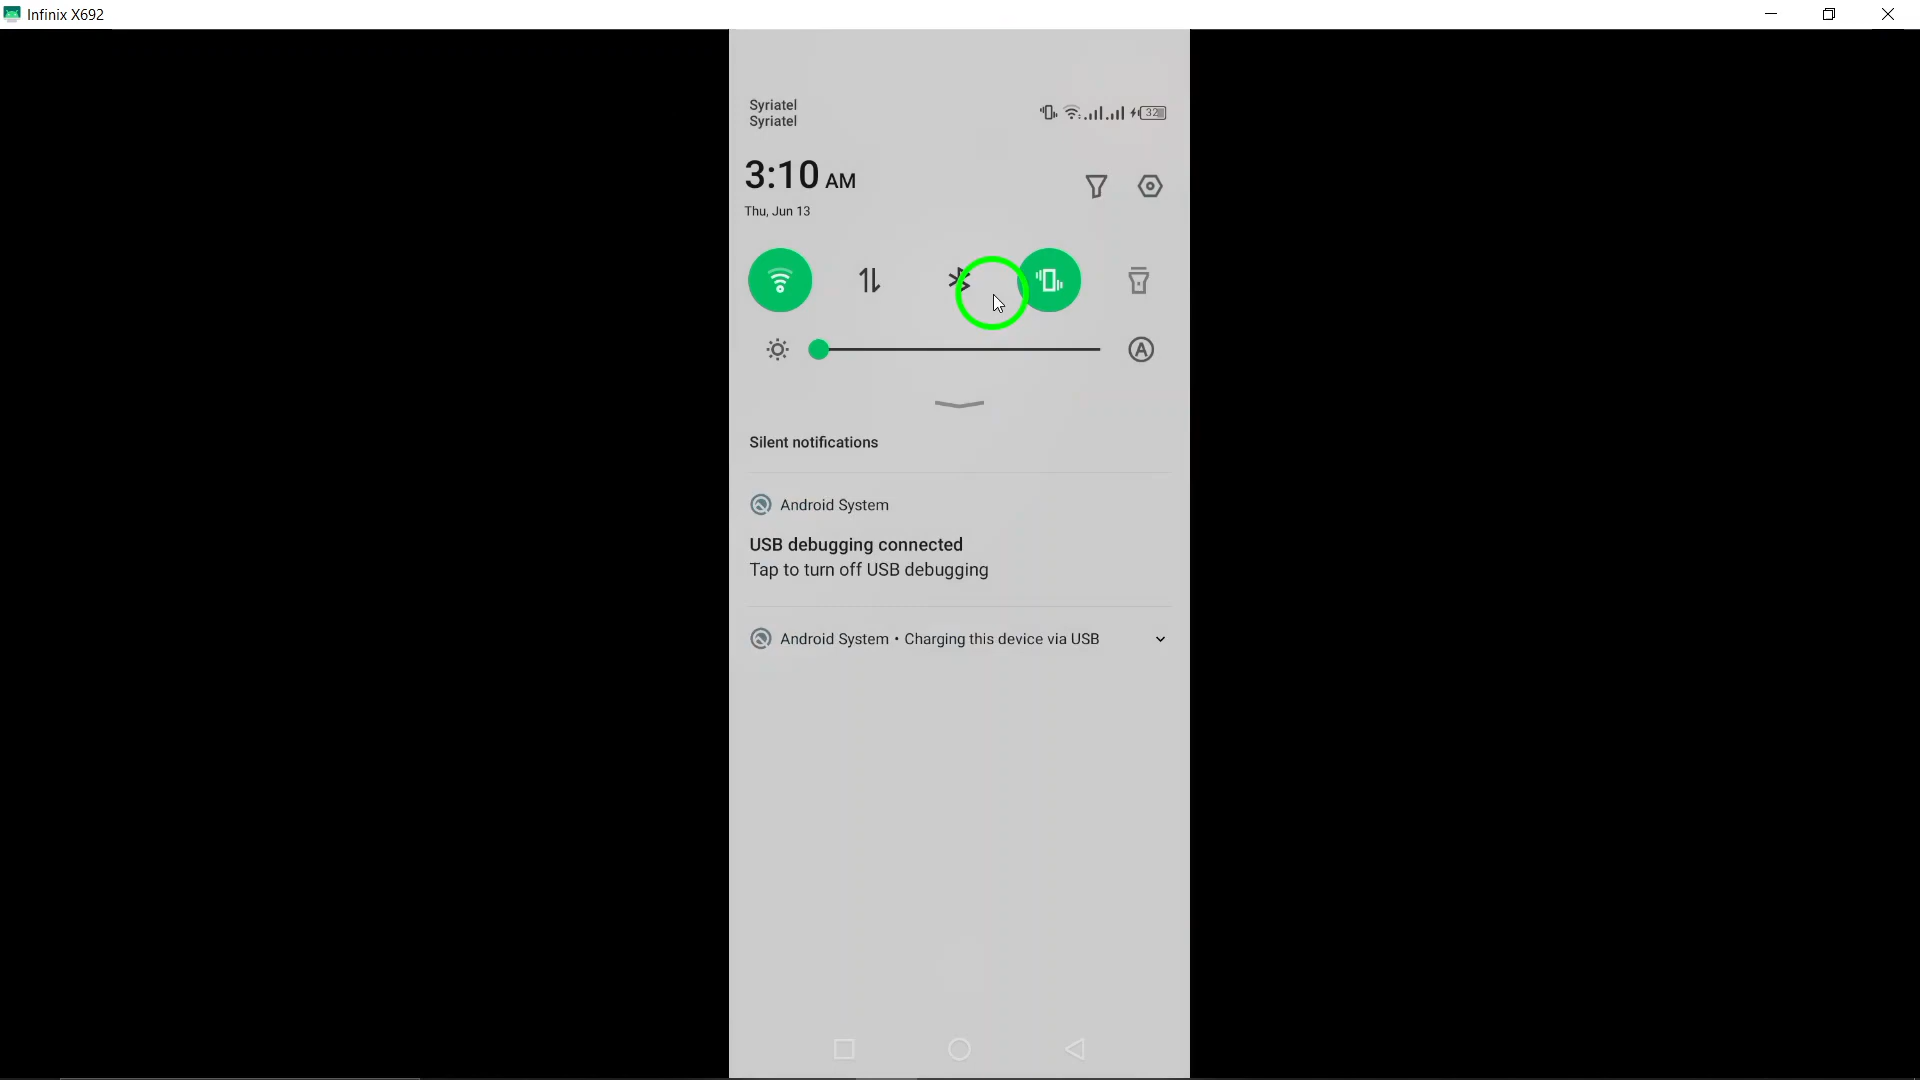 Infinix X692
Syriatel
Syriatel
32
3:10 AM
Thu, Jun 13
A
Silent notifications
Android System
USB debugging connected
Tap to turn off USB debugging
Android System • Charging this device via USB